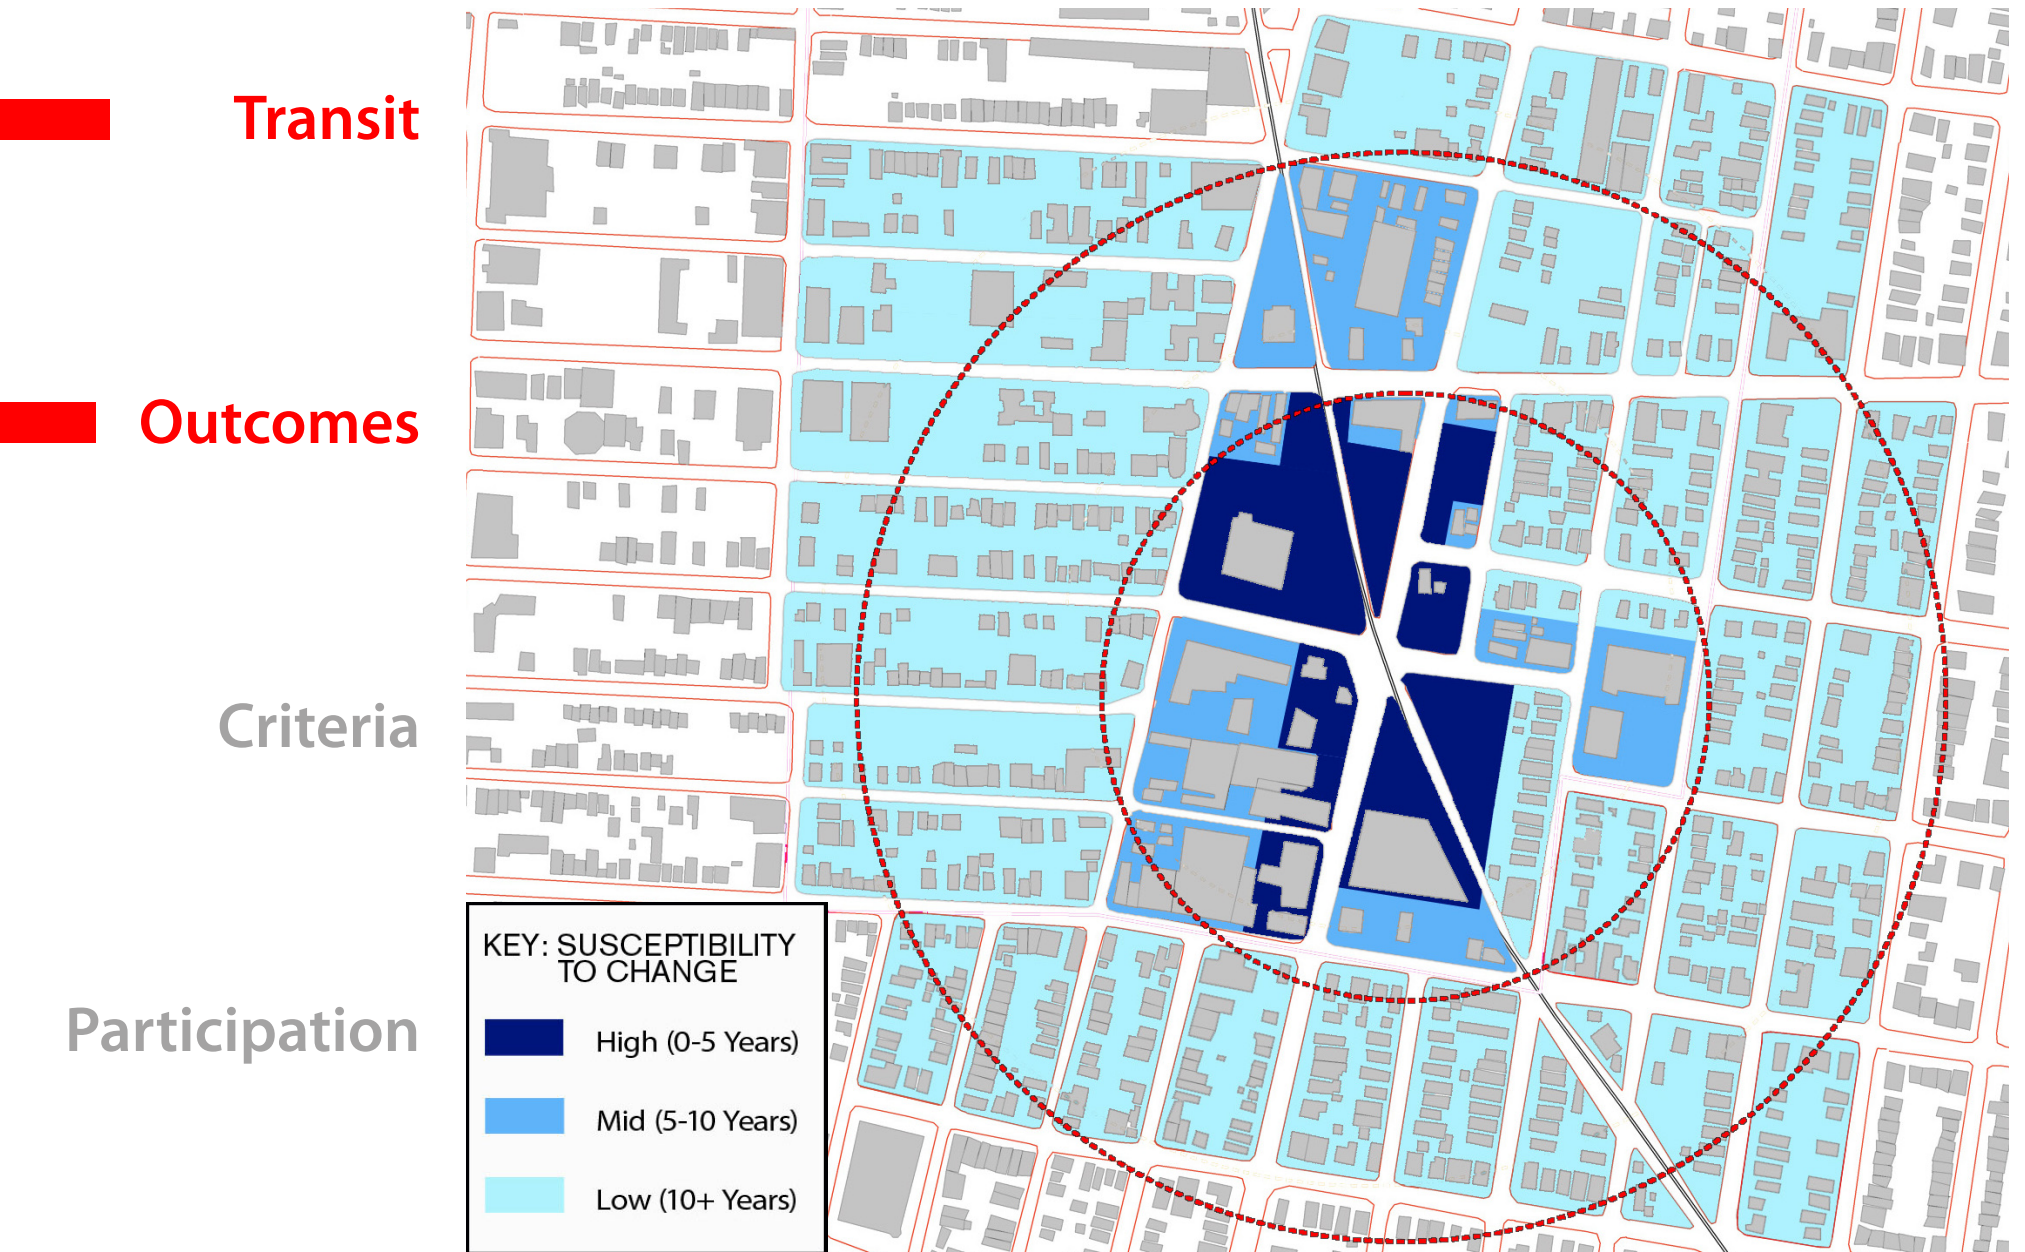 Transit
Outcomes
Criteria
Participation
KEY: SUSCEPTIBILITY
TO CHANGE
High (0-5 Years)
Mid (5-10 Years)
Low (10+ Years)